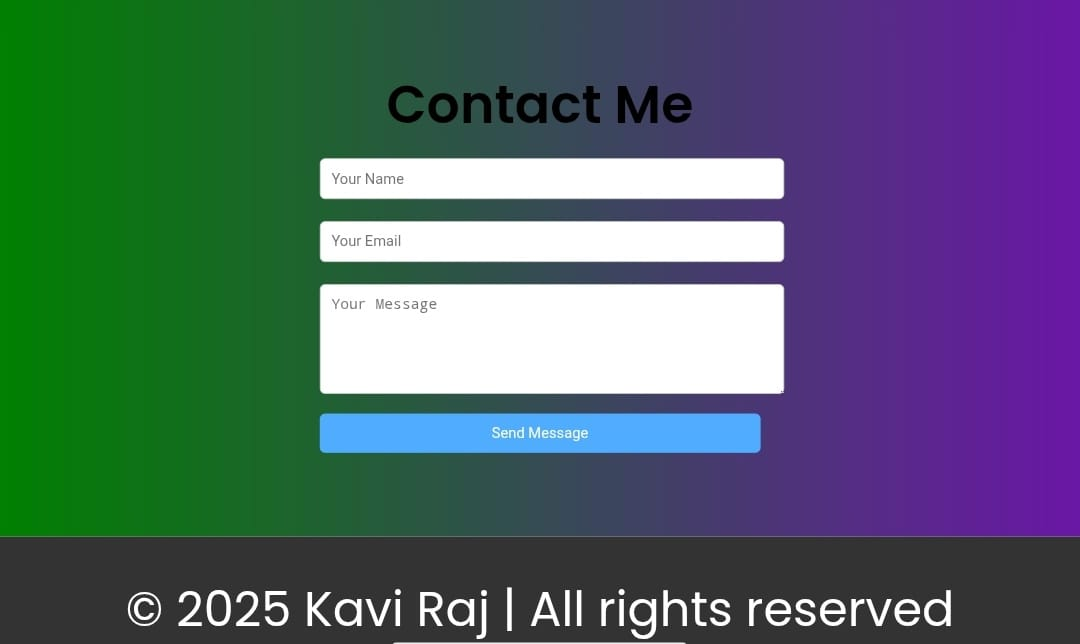 Contact Me
Your Name
Your Email
Your Message
Send Message
© 2025 Kavi Raj | All rights reserved